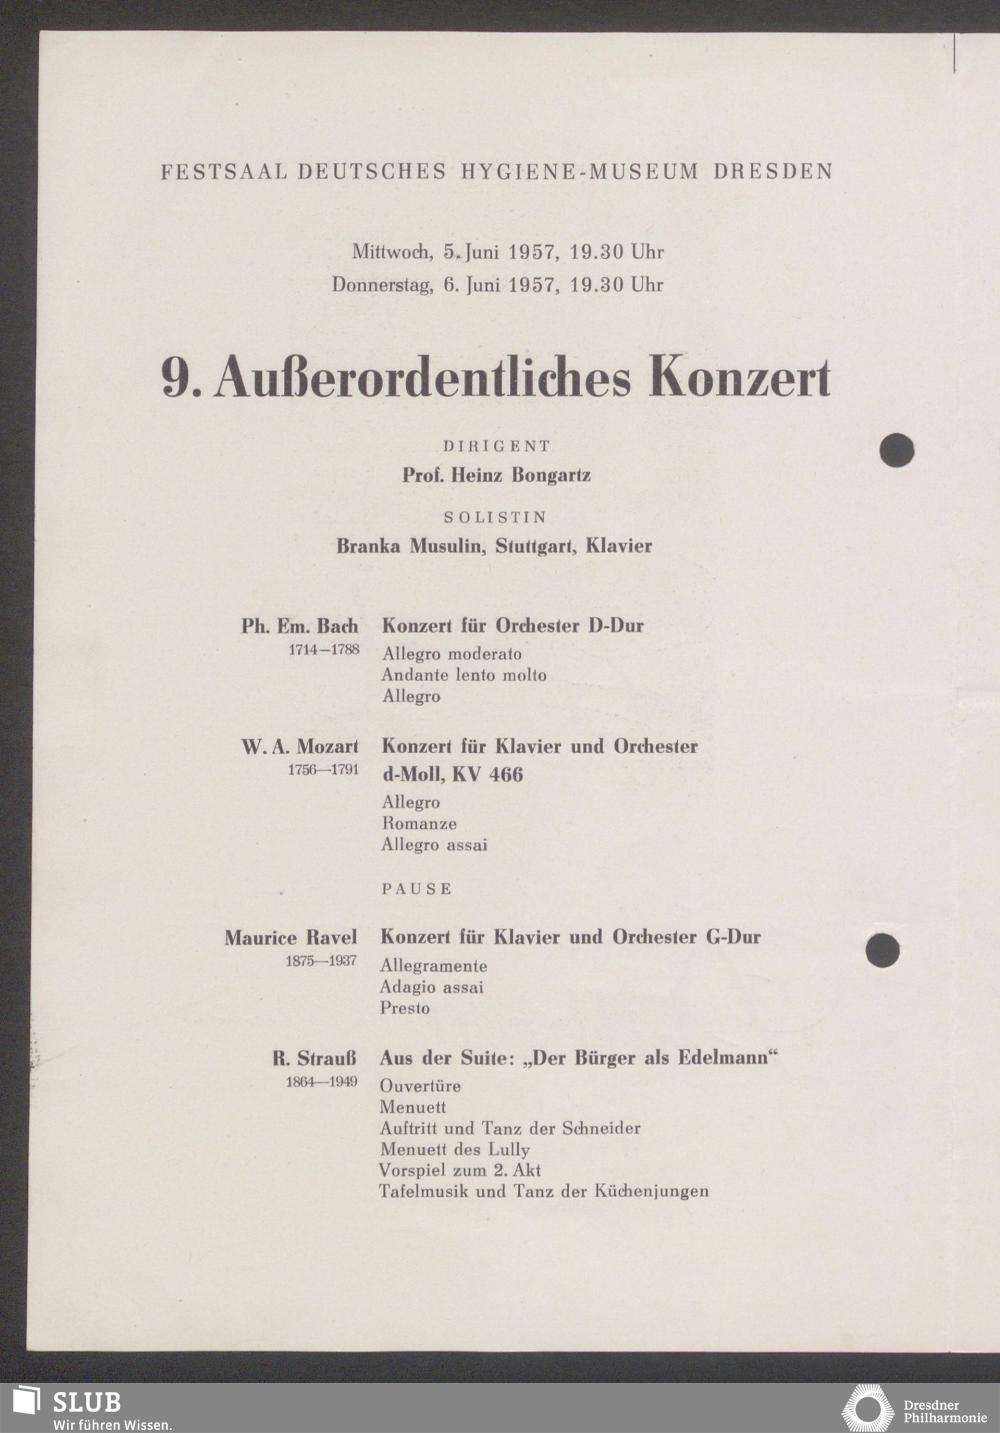 FESTSAAL DEUTSCHES HYGIENE-MUSEUM DRESDEN
Mittwoch, 5. Juni 1957, 19.30 Uhr
Donnerstag, 6. Juni 1957, 19.30 Uhr
9. Außerordentliches Konzert
DIRIGENT
Prof. Heinz Bongartz
SOLISTIN
Branka Musulin, Stuttgart, Klavier
Ph. Em. Bach Konzert für Orchester D-Dur
1714–1788 Allegro moderato
Andante lento molto
Allegro
W. A. Mozart Konzert für Klavier und Orchester
1756—1791 d-Moll, KV 466
Allegro
Romanze
Allegro assai
PAUSE
Maurice Ravel Konzert für Klavier und Orchester G-Dur
1875—1937 Allegramente
Adagio assai
Presto
R. Strauß Aus der Suite: „Der Bürger als Edelmann“
1864—1949 Ouvertüre
Menuett
Auftritt und Tanz der Schneider
Menuett des Lully
Vorspiel zum 2. Akt
Tafelmusik und Tanz der Küchenjungen
SLUB
Wir führen Wissen.
Dresdner
Philharmonie